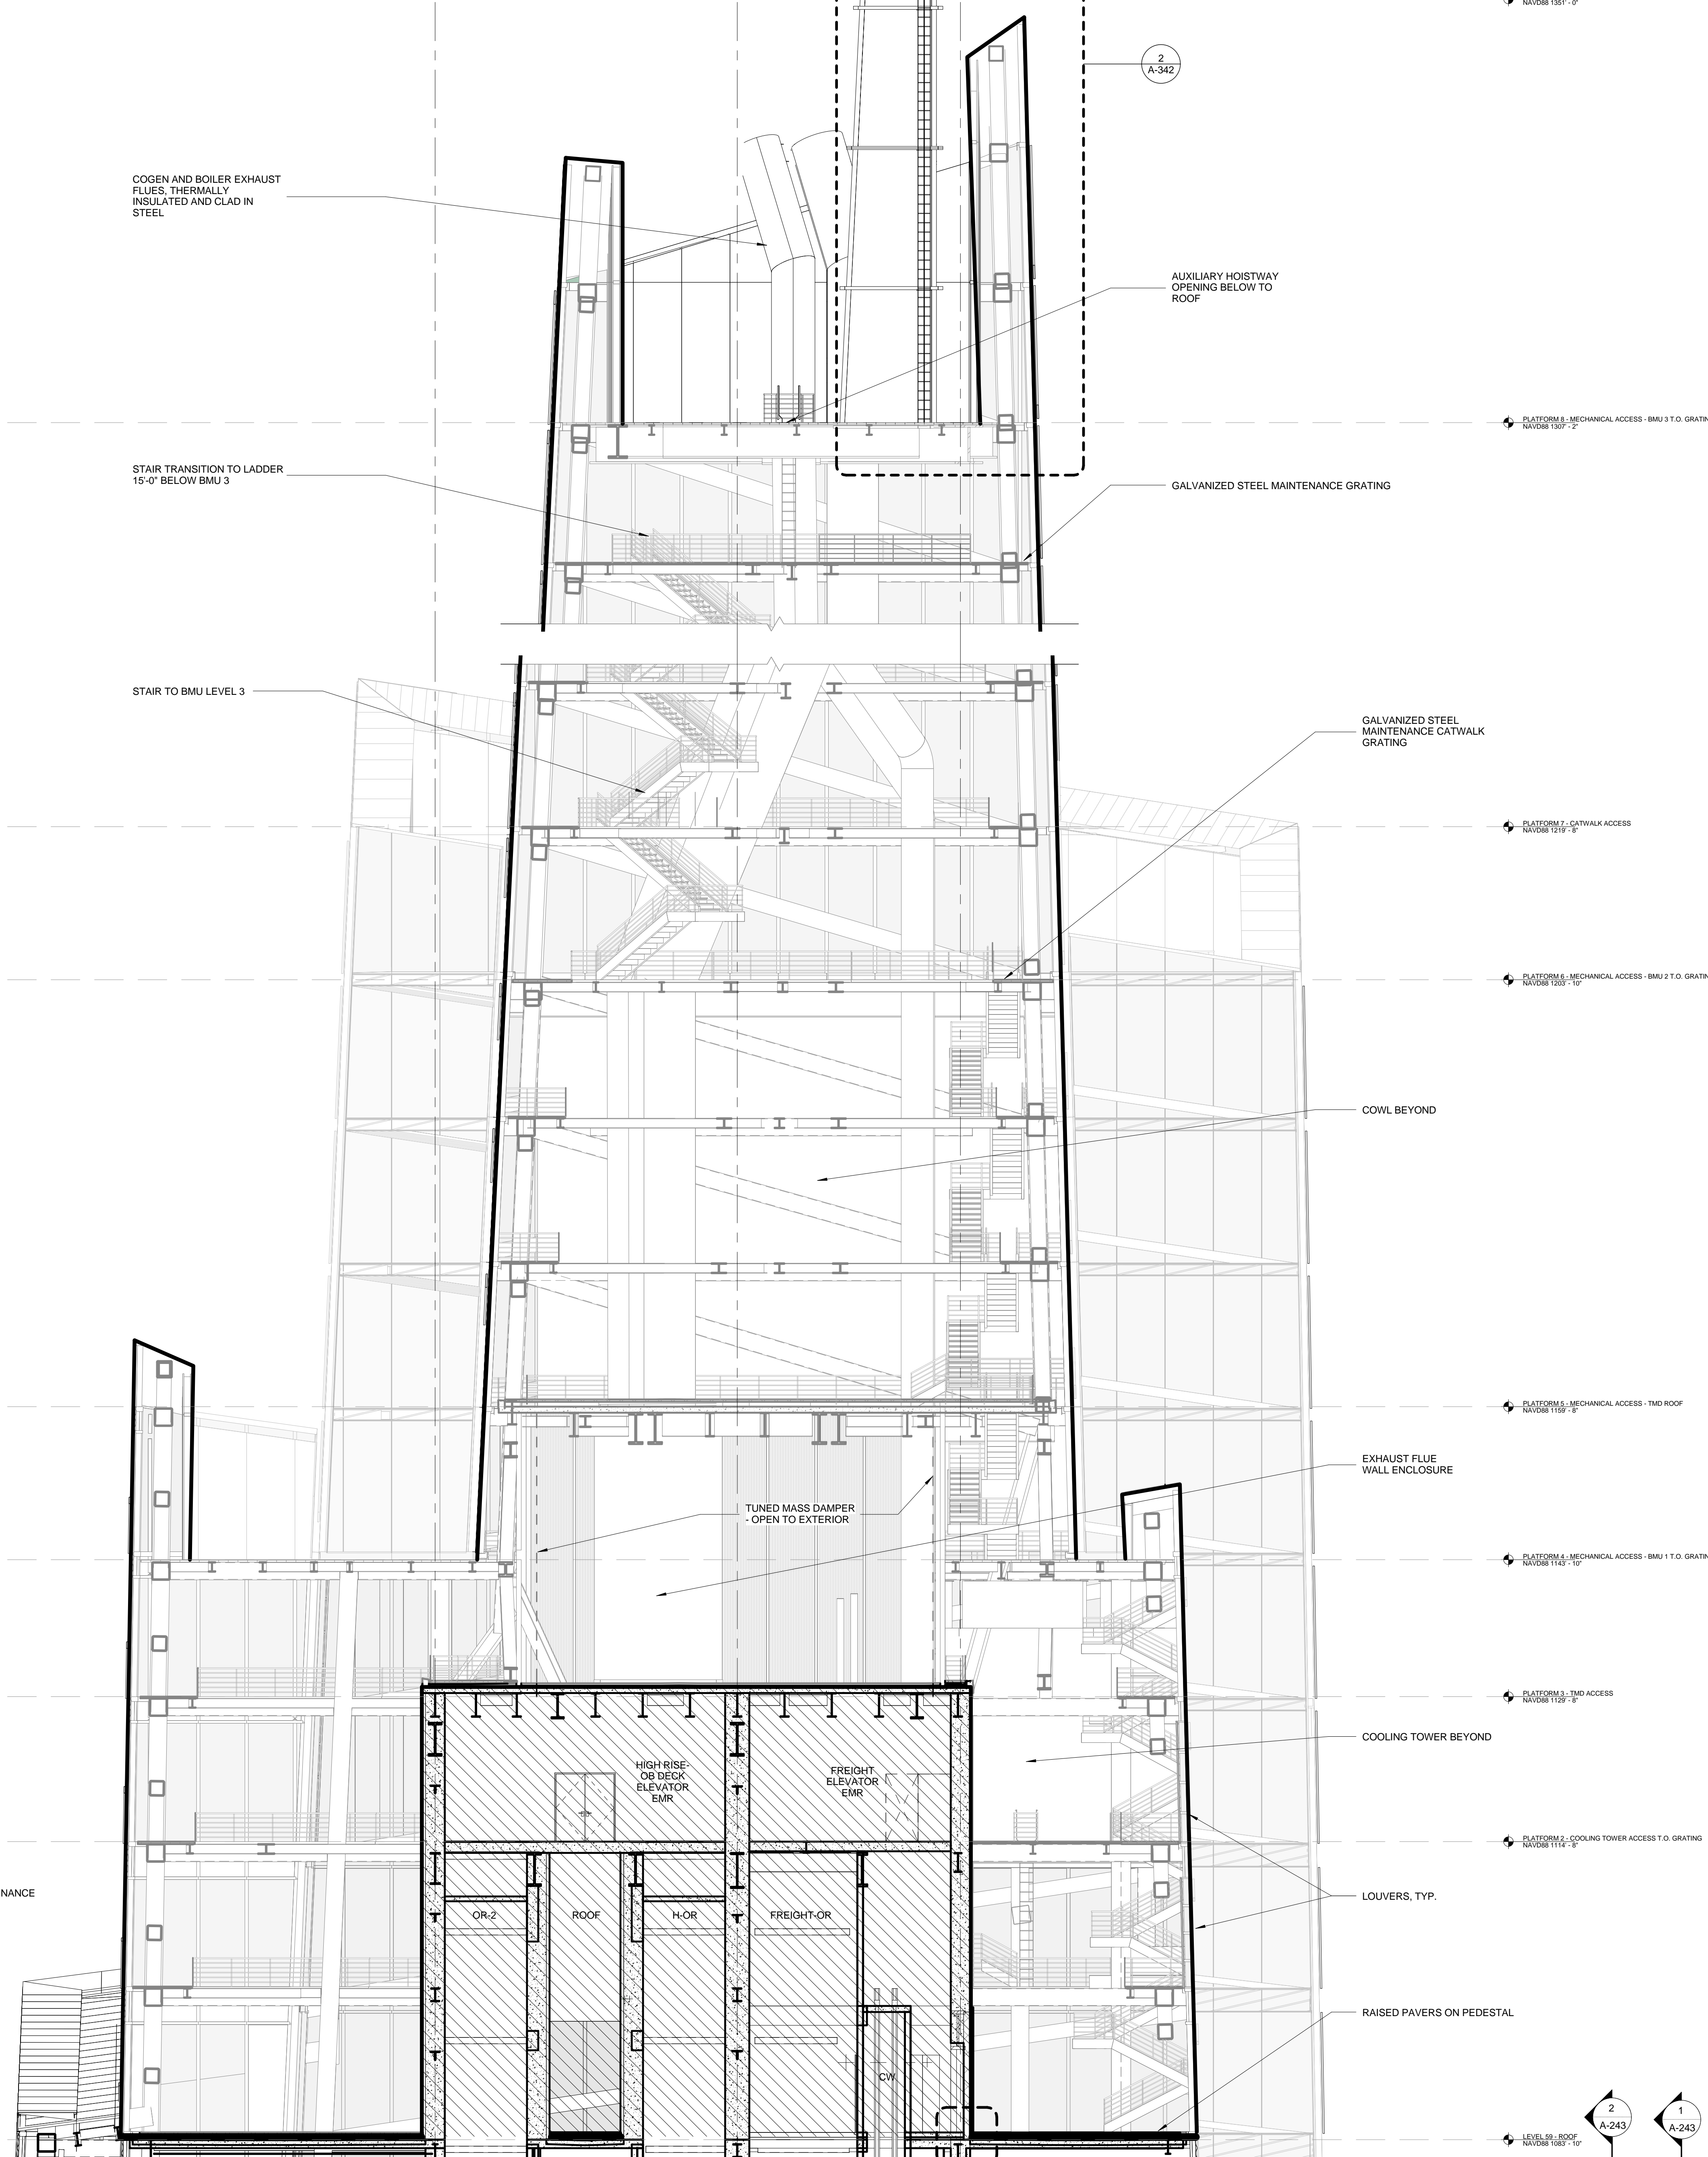 NAVD88 1351' - 0"
2
A-342
COGEN AND BOILER EXHAUST
FLUES, THERMALLY
INSULATED AND CLAD IN
STEEL
AUXILIARY HOISTWAY
OPENING BELOW TO
ROOF
PLATFORM 8 - MECHANICAL ACCESS - BMU 3 T.O. GRATIN
NAVD88 1307' - 2"
STAIR TRANSITION TO LADDER
15'-0" BELOW BMU 3
GALVANIZED STEEL MAINTENANCE GRATING
STAIR TO BMU LEVEL 3
GALVANIZED STEEL
MAINTENANCE CATWALK
GRATING
PLATFORM 7 - CATWALK ACCESS
NAVD88 1219' - 8"
PLATFORM 6 - MECHANICAL ACCESS - BMU 2 T.O. GRATIN
NAVD88 1203' - 10"
COWL BEYOND
PLATFORM 5 - MECHANICAL ACCESS - TMD ROOF
NAVD88 1159' - 8"
EXHAUST FLUE
WALL ENCLOSURE
TUNED MASS DAMPER
- OPEN TO EXTERIOR
PLATFORM 4 - MECHANICAL ACCESS - BMU 1 T.O. GRATIN
NAVD88 1143' - 10"
PLATFORM 3 - TMD ACCESS
NAVD88 1129' - 8"
COOLING TOWER BEYOND
HIGH RISE-
OB DECK
ELEVATOR
EMR
FREIGHT
ELEVATOR
EMR
PLATFORM 2 - COOLING TOWER ACCESS T.O. GRATING
NAVD88 1114' - 8"
NANCE
LOUVERS, TYP.
OR-2
ROOF
H-OR
FREIGHT-OR
RAISED PAVERS ON PEDESTAL
CW
2
A-243
1
A-243
LEVEL 59 - ROOF
NAVD88 1083' - 10"